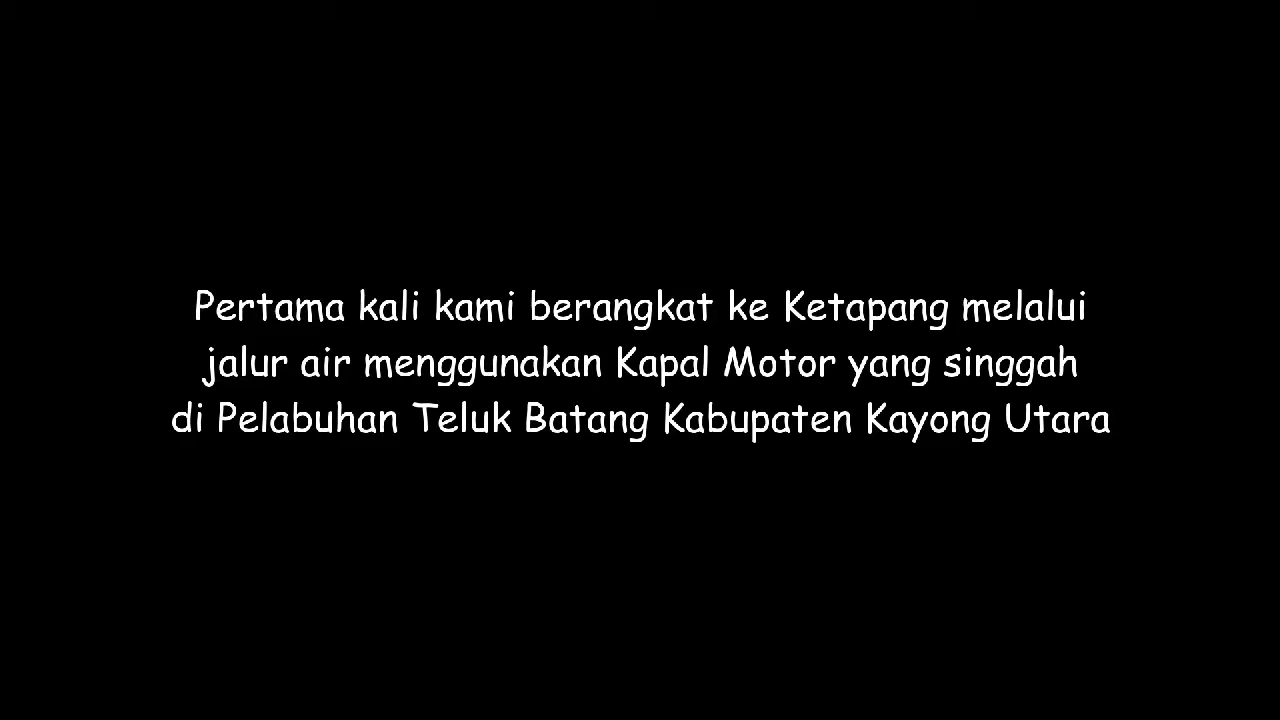 Pertama kali kami berangkat ke Ketapang melalui
jalur air menggunakan Kapal Motor yang singgah
di Pelabuhan Teluk Batang Kabupaten Kayong Utara